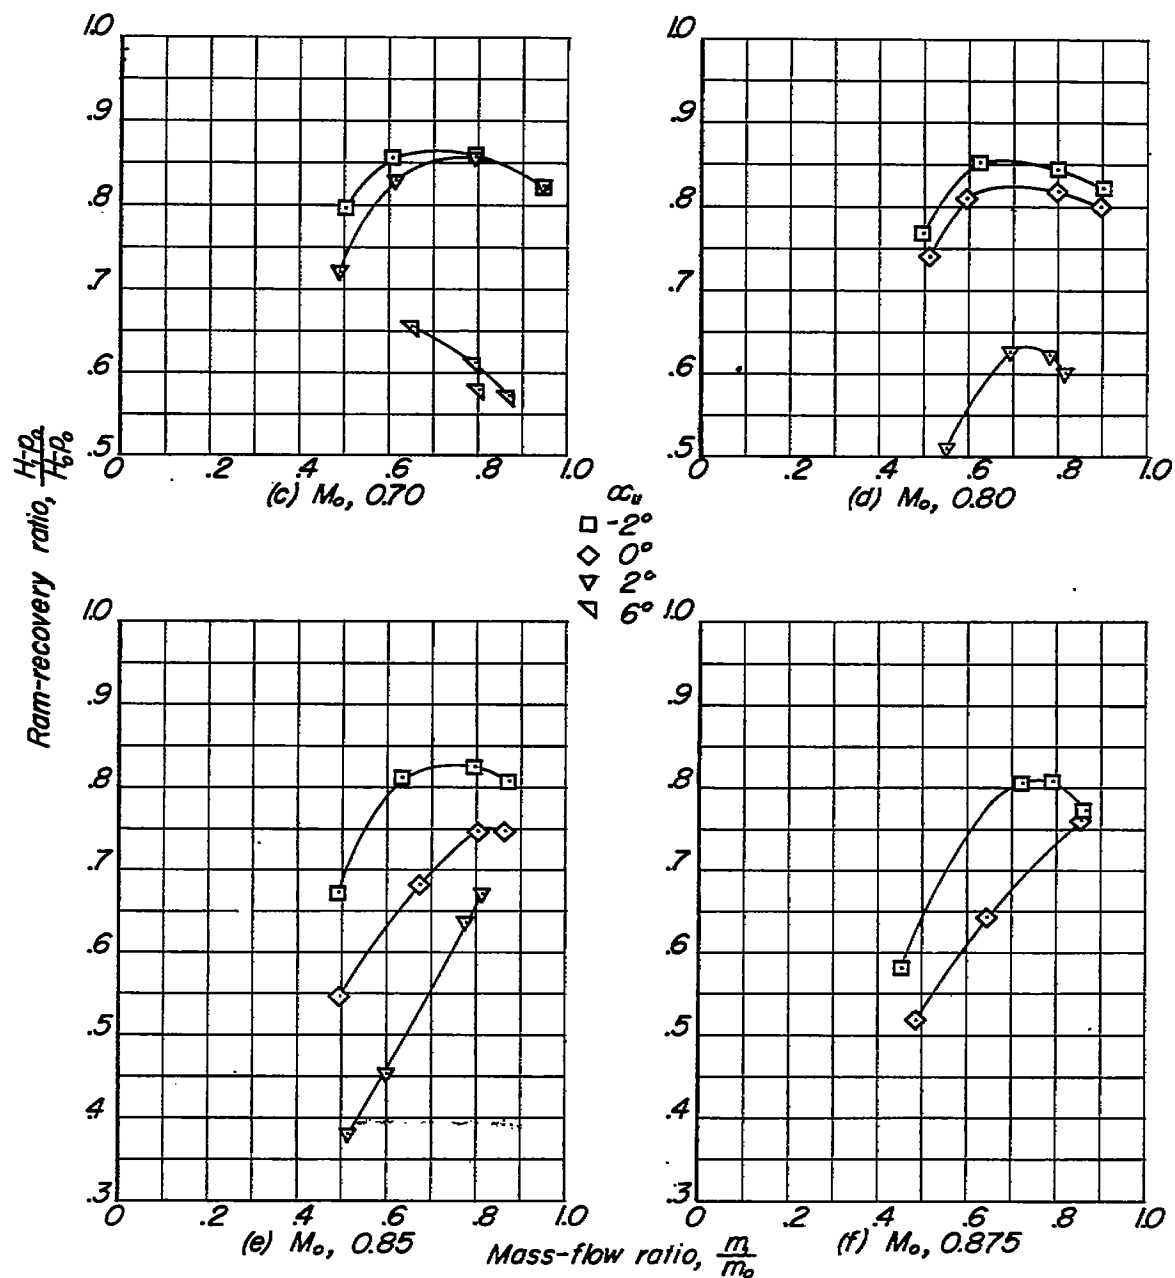 1.0 1.0
.9 .9
.8 .8
.7 .7
.6 .6
.5 .5
0 .2 .4 .6 .8 1.0 0 .2 .4 .6 .8 1.0
(c) M₀, 0.70 (d) M₀, 0.80
αᵤ
-2°
0°
2°
6°
Ram-recovery ratio, H₁-p₀/H₀-p₀
1.0 1.0
.9 .9
.8 .8
.7 .7
.6 .6
.5 .5
.4 .4
.3 .3
0 .2 .4 .6 .8 1.0 0 .2 .4 .6 .8 1.0
(e) M₀, 0.85 (f) M₀, 0.875
Mass-flow ratio, m₁/m₀